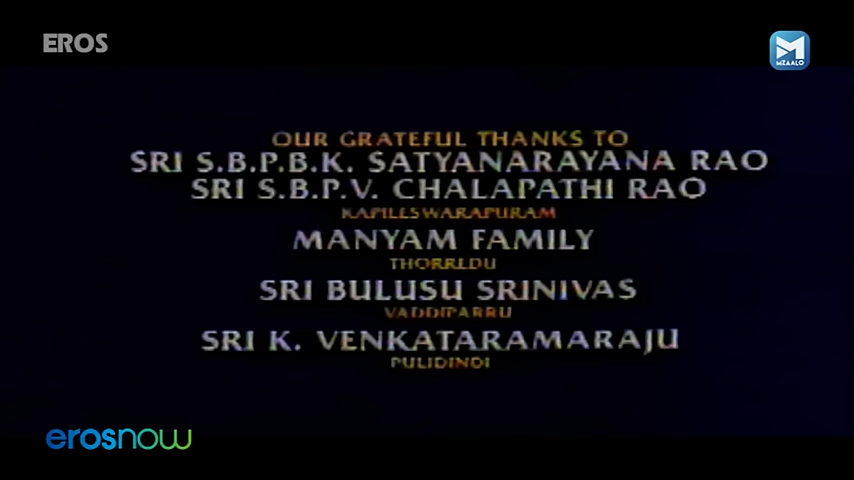 EROS
MZAALO
OUR GRATEFUL THANKS TO
SRI S.B.P.B.K. SATYANARAYANA RAO
SRI S.B.P.V. CHALAPATHI RAO
KAPILESWARAPURAM
MANYAM FAMILY
THORREDU
SRI BULUSU SRINIVAS
VADDIPARRU
SRI K. VENKATARAMARAJU
PULIDINDI
erosnow